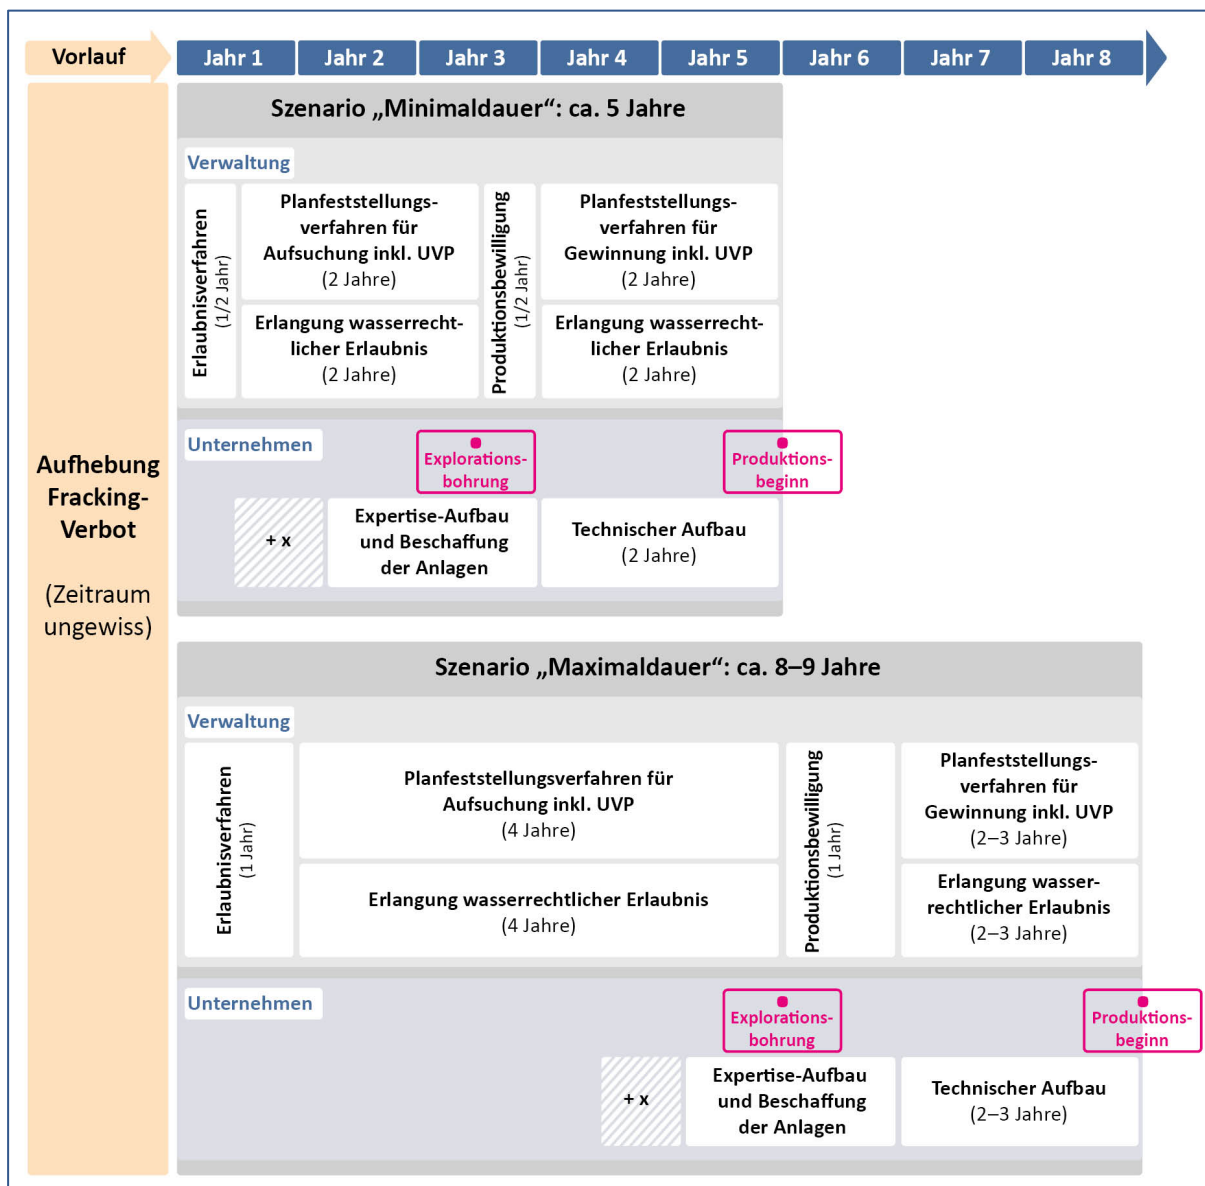 Vorlauf
Jahr 1
Jahr 2
Jahr 3
Jahr 4
Jahr 5
Jahr 6
Jahr 7
Jahr 8
Aufhebung
Fracking-
Verbot
(Zeitraum
ungewiss)
Szenario „Minimaldauer“: ca. 5 Jahre
Verwaltung
Erlaubnisverfahren
(1/2 Jahr)
Planfeststellungs-
verfahren für
Aufsuchung inkl. UVP
(2 Jahre)
Erlangung wasserrecht-
licher Erlaubnis
(2 Jahre)
Produktionsbewilligung
(1/2 Jahr)
Planfeststellungs-
verfahren für
Gewinnung inkl. UVP
(2 Jahre)
Erlangung wasserrecht-
licher Erlaubnis
(2 Jahre)
Unternehmen
Explorations-
bohrung
Produktions-
beginn
+ x
Expertise-Aufbau
und Beschaffung
der Anlagen
Technischer Aufbau
(2 Jahre)
Szenario „Maximaldauer“: ca. 8–9 Jahre
Verwaltung
Erlaubnisverfahren
(1 Jahr)
Planfeststellungsverfahren für
Aufsuchung inkl. UVP
(4 Jahre)
Erlangung wasserrechtlicher Erlaubnis
(4 Jahre)
Produktionsbewilligung
(1 Jahr)
Planfeststellungs-
verfahren für
Gewinnung inkl. UVP
(2–3 Jahre)
Erlangung wasser-
rechtlicher Erlaubnis
(2–3 Jahre)
Unternehmen
Explorations-
bohrung
Produktions-
beginn
+ x
Expertise-Aufbau
und Beschaffung
der Anlagen
Technischer Aufbau
(2–3 Jahre)